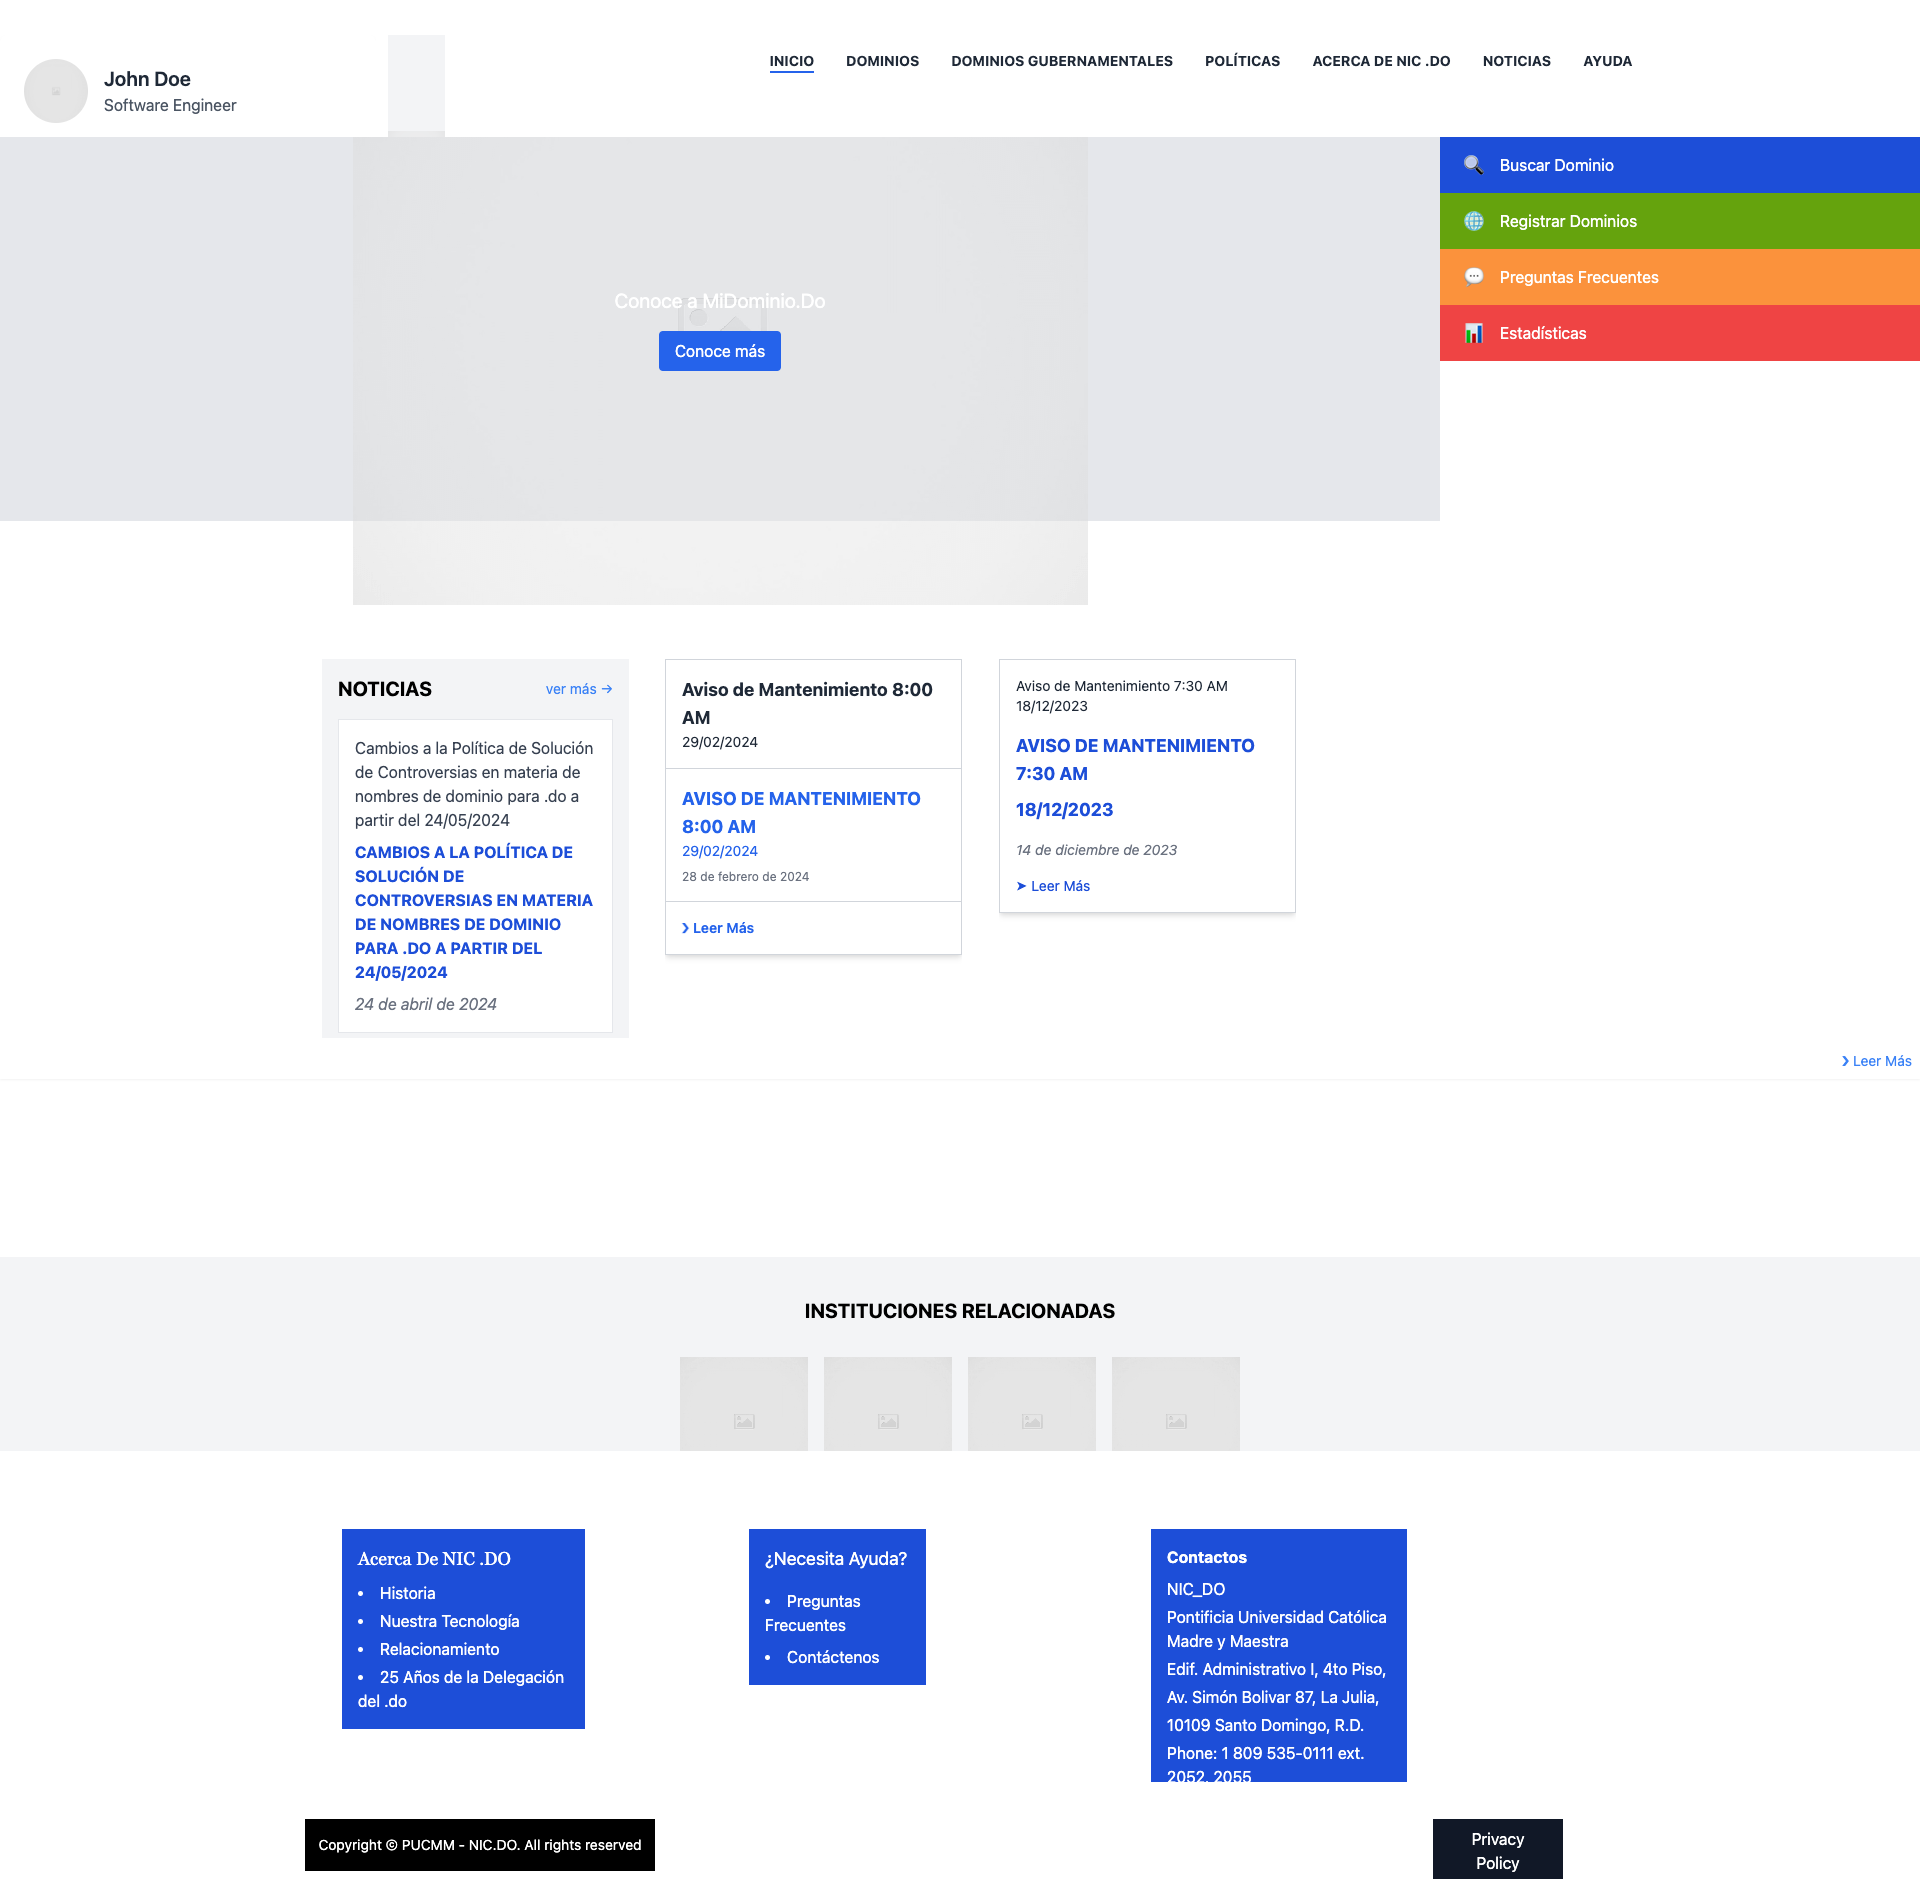 John Doe
Software Engineer
INICIO
DOMINIOS
DOMINIOS GUBERNAMENTALES
POLÍTICAS
ACERCA DE NIC .DO
NOTICIAS
AYUDA
Conoce a MiDominio.Do
Conoce más
Buscar Dominio
Registrar Dominios
Preguntas Frecuentes
Estadísticas
NOTICIAS
ver más →
Cambios a la Política de Solución
de Controversias en materia de
nombres de dominio para .do a
partir del 24/05/2024
CAMBIOS A LA POLÍTICA DE
SOLUCIÓN DE
CONTROVERSIAS EN MATERIA
DE NOMBRES DE DOMINIO
PARA .DO A PARTIR DEL
24/05/2024
24 de abril de 2024
Aviso de Mantenimiento 8:00
AM
29/02/2024
AVISO DE MANTENIMIENTO
8:00 AM
29/02/2024
28 de febrero de 2024
❯ Leer Más
Aviso de Mantenimiento 7:30 AM
18/12/2023
AVISO DE MANTENIMIENTO
7:30 AM
18/12/2023
14 de diciembre de 2023
➤ Leer Más
❯ Leer Más
INSTITUCIONES RELACIONADAS
Acerca De NIC .DO
• Historia
• Nuestra Tecnología
• Relacionamiento
• 25 Años de la Delegación
del .do
¿Necesita Ayuda?
• Preguntas
Frecuentes
• Contáctenos
Contactos
NIC_DO
Pontificia Universidad Católica
Madre y Maestra
Edif. Administrativo I, 4to Piso,
Av. Simón Bolivar 87, La Julia,
10109 Santo Domingo, R.D.
Phone: 1 809 535-0111 ext.
2052, 2055
Copyright © PUCMM - NIC.DO. All rights reserved
Privacy
Policy